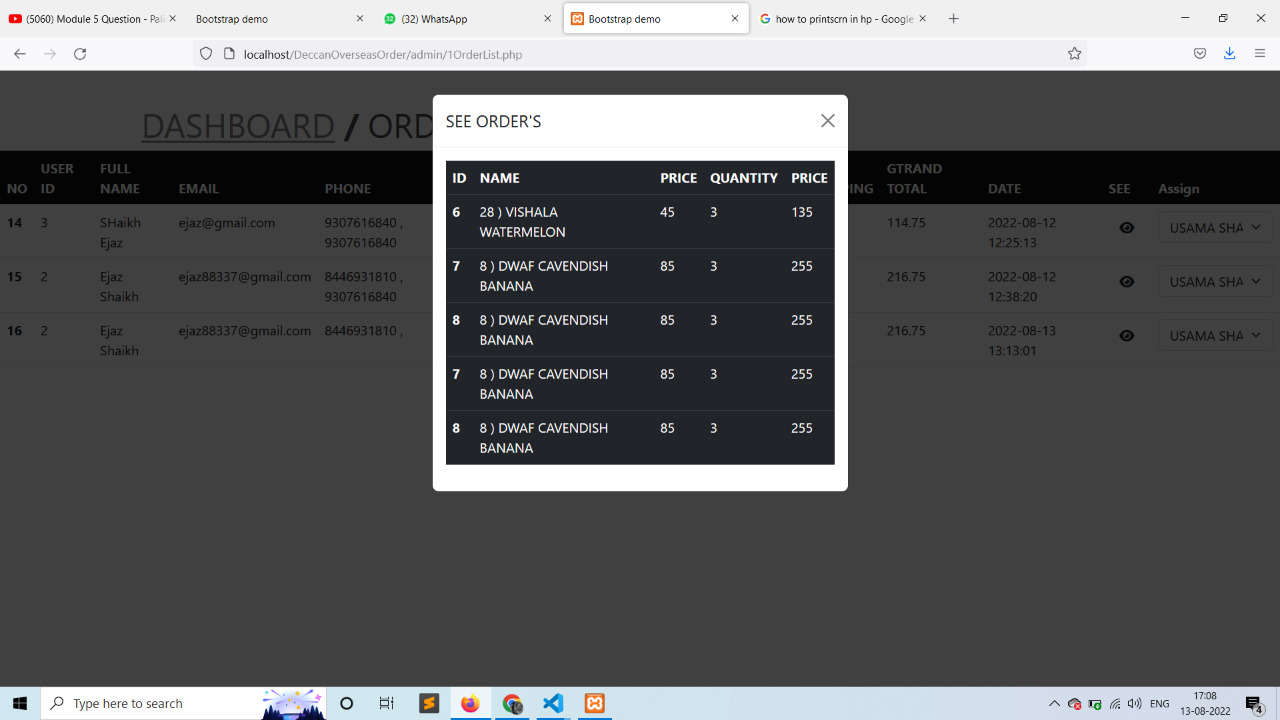 (5060) Module 5 Question - Pali
Bootstrap demo
(32) WhatsApp
Bootstrap demo
how to printscrn in hp - Google
localhost/DeccanOverseasOrder/admin/1OrderList.php
DASHBOARD / ORD
SEE ORDER'S
ID NAME PRICE QUANTITY PRICE
6 28 ) VISHALA WATERMELON 45 3 135
7 8 ) DWAF CAVENDISH BANANA 85 3 255
8 8 ) DWAF CAVENDISH BANANA 85 3 255
7 8 ) DWAF CAVENDISH BANANA 85 3 255
8 8 ) DWAF CAVENDISH BANANA 85 3 255
NO USER ID FULL NAME EMAIL PHONE PING GTRAND TOTAL DATE SEE Assign
14 3 SHaikh Ejaz ejaz@gmail.com 9307616840 , 9307616840 114.75 2022-08-12 12:25:13 USAMA SHA
15 2 Ejaz Shaikh ejaz88337@gmail.com 8446931810 , 9307616840 216.75 2022-08-12 12:38:20 USAMA SHA
16 2 Ejaz Shaikh ejaz88337@gmail.com 8446931810 , 216.75 2022-08-13 13:13:01 USAMA SHA
Type here to search
ENG
17:08
13-08-2022
4